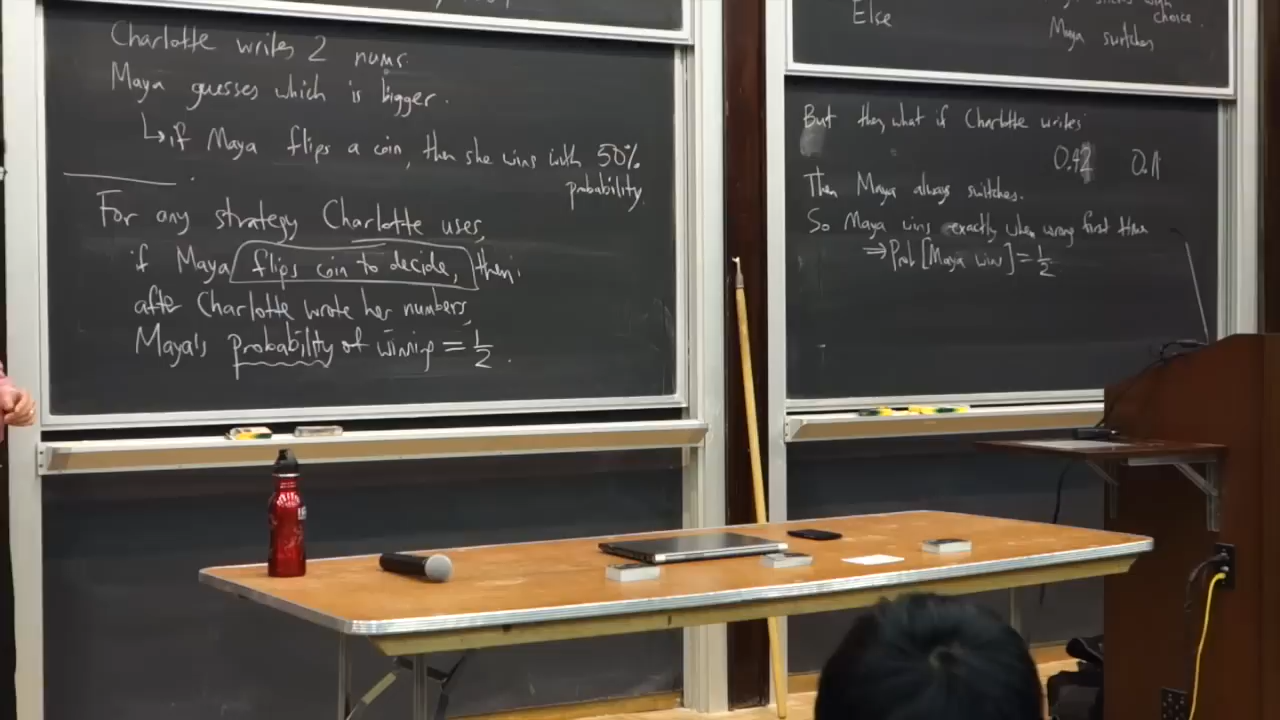 Charlotte writes 2 nums.
Maya guesses which is bigger.
↳ if Maya flips a coin, then she wins with 50%
probability.
For any strategy Charlotte uses,
if Maya flips coin to decide, then
after Charlotte wrote her numbers,
Maya's probability of winning = 1/2.
Else
choice.
Maya switches
But then what if Charlotte writes
0.42 0.1
Then Maya always switches.
So Maya wins exactly when wrong first time
⇒ Prob [Maya wins] = 1/2